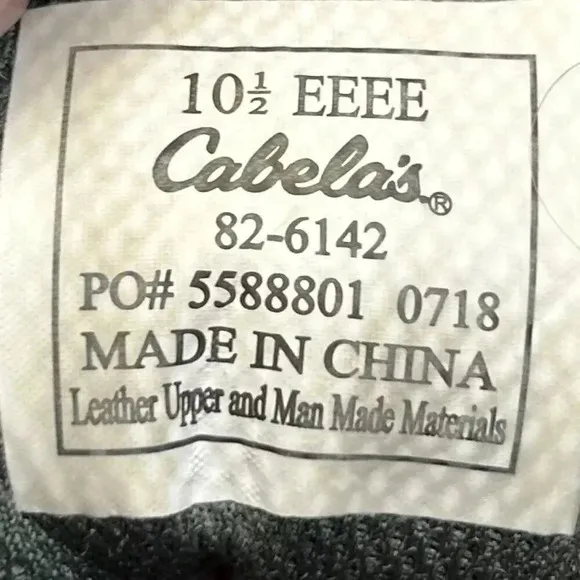 10½ EEEE
Cabela's®
82-6142
PO# 5588801 0718
MADE IN CHINA
Leather Upper and Man Made Materials